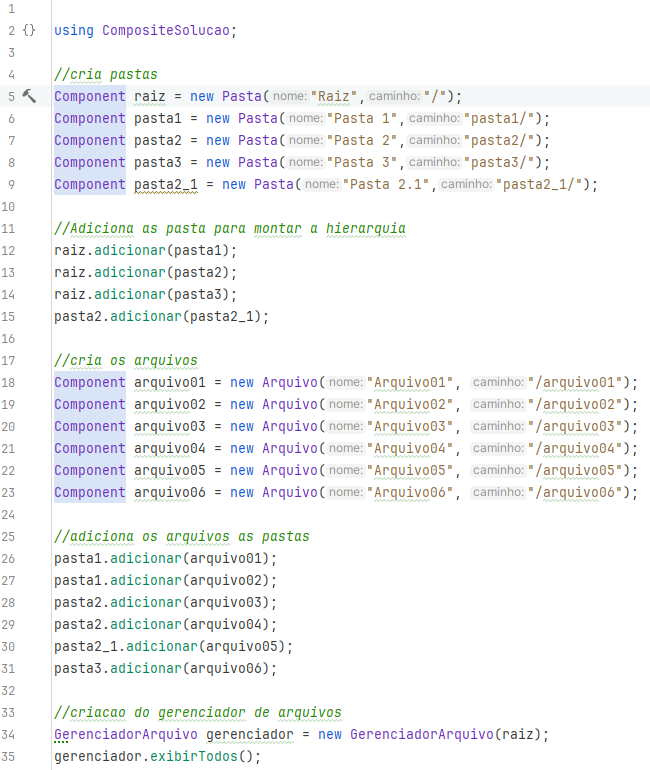 1
2 {} using CompositeSolucao;
3
4 //cria pastas
5 Component raiz = new Pasta( nome: "Raiz", caminho: "/");
6 Component pasta1 = new Pasta( nome: "Pasta 1", caminho: "pasta1/");
7 Component pasta2 = new Pasta( nome: "Pasta 2", caminho: "pasta2/");
8 Component pasta3 = new Pasta( nome: "Pasta 3", caminho: "pasta3/");
9 Component pasta2_1 = new Pasta( nome: "Pasta 2.1", caminho: "pasta2_1/");
10
11 //Adiciona as pasta para montar a hierarquia
12 raiz.adicionar(pasta1);
13 raiz.adicionar(pasta2);
14 raiz.adicionar(pasta3);
15 pasta2.adicionar(pasta2_1);
16
17 //cria os arquivos
18 Component arquivo01 = new Arquivo( nome: "Arquivo01", caminho: "/arquivo01");
19 Component arquivo02 = new Arquivo( nome: "Arquivo02", caminho: "/arquivo02");
20 Component arquivo03 = new Arquivo( nome: "Arquivo03", caminho: "/arquivo03");
21 Component arquivo04 = new Arquivo( nome: "Arquivo04", caminho: "/arquivo04");
22 Component arquivo05 = new Arquivo( nome: "Arquivo05", caminho: "/arquivo05");
23 Component arquivo06 = new Arquivo( nome: "Arquivo06", caminho: "/arquivo06");
24
25 //adiciona os arquivos as pastas
26 pasta1.adicionar(arquivo01);
27 pasta1.adicionar(arquivo02);
28 pasta2.adicionar(arquivo03);
29 pasta2.adicionar(arquivo04);
30 pasta2_1.adicionar(arquivo05);
31 pasta3.adicionar(arquivo06);
32
33 //criacao do gerenciador de arquivos
34 GerenciadorArquivo gerenciador = new GerenciadorArquivo(raiz);
35 gerenciador.exibirTodos();